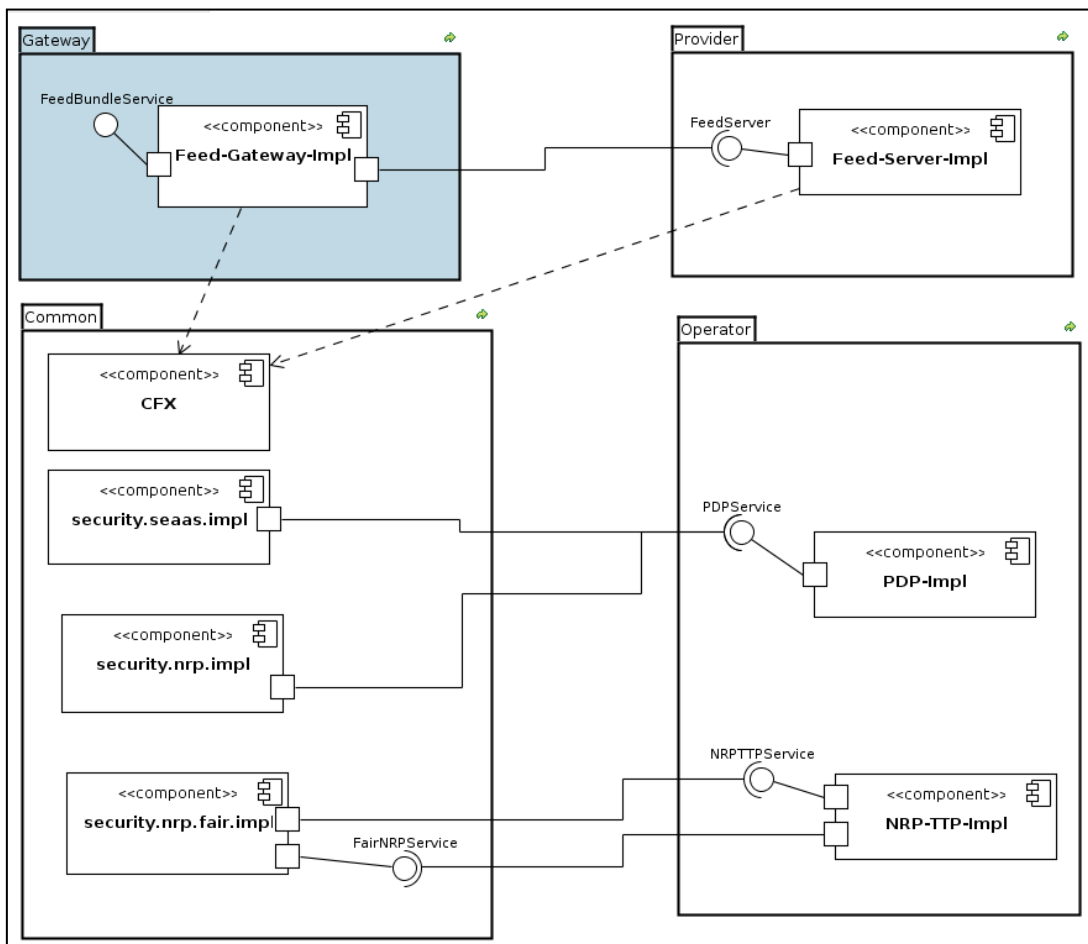 Gateway
FeedBundleService
<<component>>
Feed-Gateway-Impl
Provider
FeedServer
<<component>>
Feed-Server-Impl
Common
<<component>>
CFX
<<component>>
security.seaas.impl
<<component>>
security.nrp.impl
<<component>>
security.nrp.fair.impl
FairNRPService
Operator
PDPService
<<component>>
PDP-Impl
NRPTTPService
<<component>>
NRP-TTP-Impl